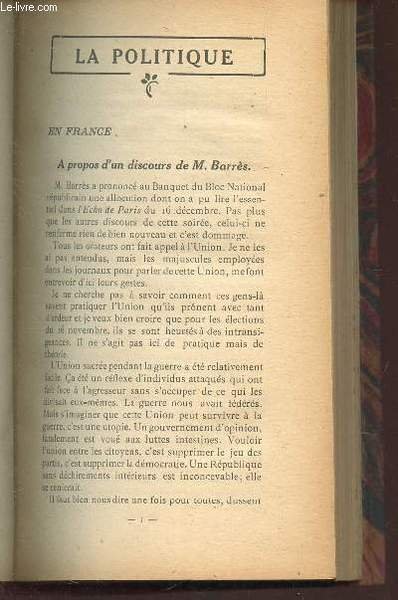 Le-livre.com
LA POLITIQUE
EN FRANCE
A propos d'un discours de M. Barrès.
M. Barrès a prononcé au Banquet du Bloc National
républicain une allocution dont on a pu lire l'essen-
tiel dans l'Echo de Paris du 16 décembre. Pas plus
que les autres discours de cette soirée, celui-ci ne
renferme rien de bien nouveau et c'est dommage.
Tous les orateurs ont fait appel à l'Union. Je ne les
ai pas entendus, mais les majuscules employées
dans les journaux pour parler de cette Union, me font
entrevoir d'ici leurs gestes.
Je ne cherche pas à savoir comment ces gens-là
savent pratiquer l'Union qu'ils prônent avec tant
d'ardeur et je veux bien croire que pour les élections
du 16 novembre, ils se sont heurtés à des intransi-
geances. Il ne s'agit pas ici de pratique mais de
théorie.
L'Union sacrée pendant la guerre a été relativement
facile. Ça été un réflexe d'individus attaqués qui ont
fait face à l'agresseur sans s'occuper de ce qui les
divisait eux-mêmes. La guerre nous avait fédérés.
Mais s'imaginer que cette Union peut survivre à la
guerre, c'est une utopie. Un gouvernement d'opinion,
fatalement est voué aux luttes intestines. Vouloir
l'union entre les citoyens, c'est supprimer le jeu des
partis, c'est supprimer la démocratie. Une République
sans déchirements intérieurs est inconcevable; elle
se renierait.
Il faut bien nous dire une fois pour toutes, dussent
— 1 —